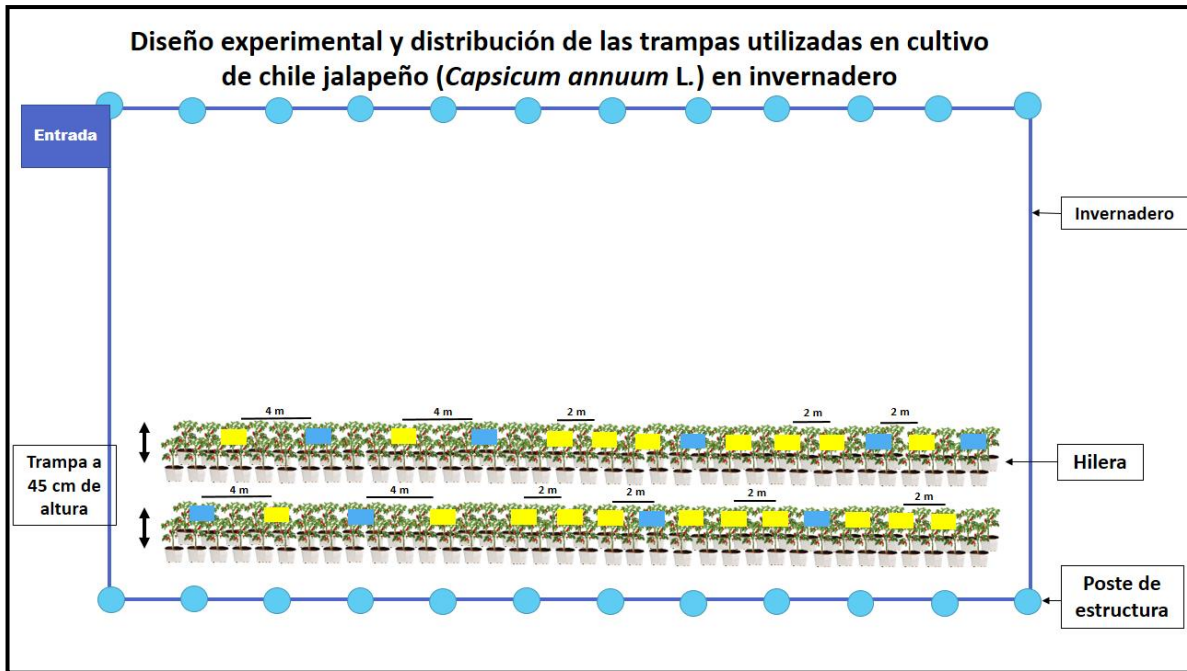 Diseño experimental y distribución de las trampas utilizadas en cultivo
de chile jalapeño (Capsicum annuum L.) en invernadero
Entrada
Invernadero
4 m
4 m
2 m
2 m
2 m
Trampa a
45 cm de
altura
Hilera
4 m
4 m
2 m
2 m
2 m
2 m
Poste de
estructura